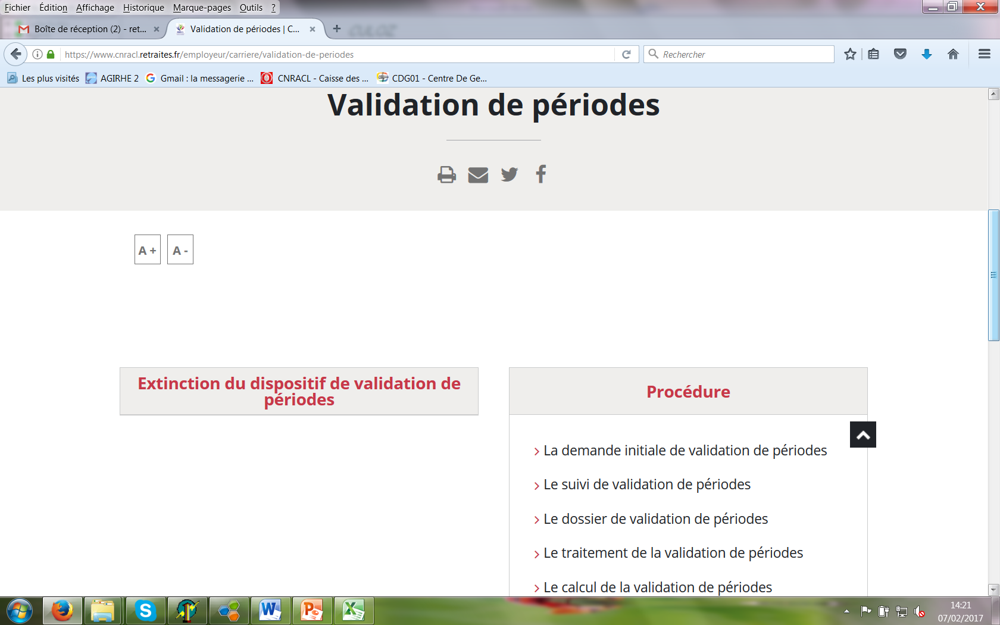 Fichier Édition Affichage Historique Marque-pages Outils ?
Boîte de réception (2) - ret... × Validation de périodes | C... × +
https://www.cnracl.retraites.fr/employeur/carriere/validation-de-periodes Rechercher
Les plus visités AGIRHE 2 Gmail : la messagerie ... CNRACL - Caisse des ... CDG01 - Centre De Ge...
Validation de périodes
A + A -
Extinction du dispositif de validation de
périodes
Procédure
La demande initiale de validation de périodes
Le suivi de validation de périodes
Le dossier de validation de périodes
Le traitement de la validation de périodes
Le calcul de la validation de périodes
14:21
07/02/2017